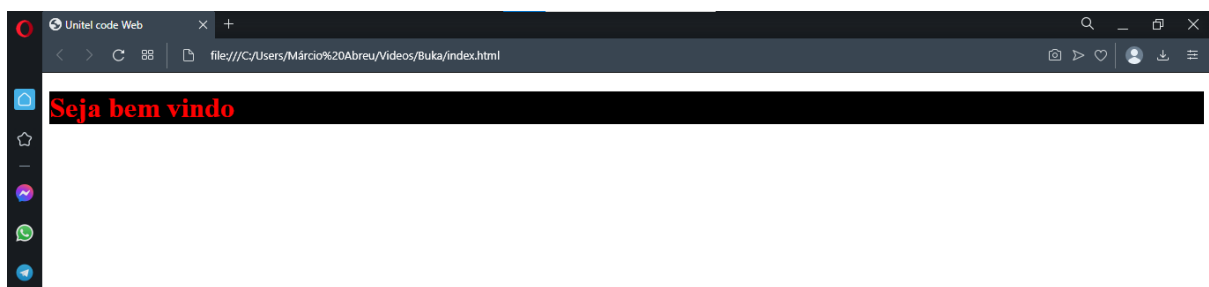 Unitel code Web
file:///C:/Users/Márcio%20Abreu/Videos/Buka/index.html
Seja bem vindo